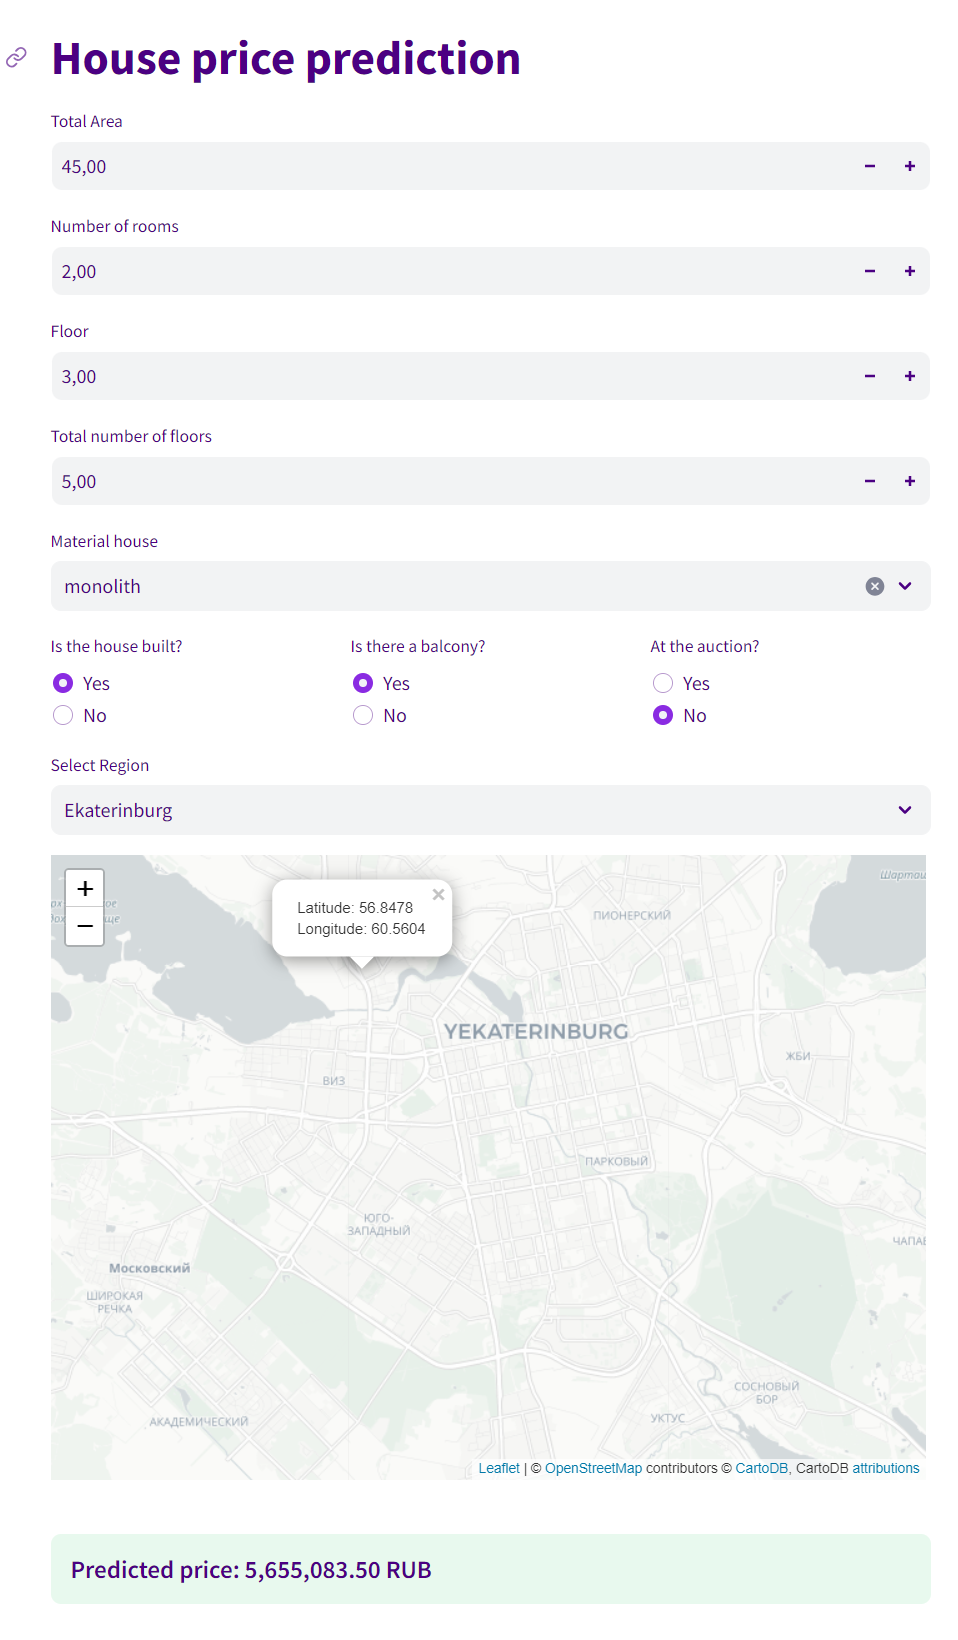 House price prediction
Total Area
45,00
Number of rooms
2,00
Floor
3,00
Total number of floors
5,00
Material house
monolith
Is the house built?
Is there a balcony?
At the auction?
Yes
Yes
Yes
No
No
No
Select Region
Ekaterinburg
+
−
Latitude: 56.8478
Longitude: 60.5604
×
ПИОНЕРСКИЙ
YEKATERINBURG
ЖБИ
ВИЗ
ПАРКОВЫЙ
ЮГО-
ЗАПАДНЫЙ
Московский
ШИРОКАЯ
РЕЧКА
СОСНОВЫЙ
БОР
УКТУС
АКАДЕМИЧЕСКИЙ
Leaflet | © OpenStreetMap contributors © CartoDB, CartoDB attributions
Predicted price: 5,655,083.50 RUB